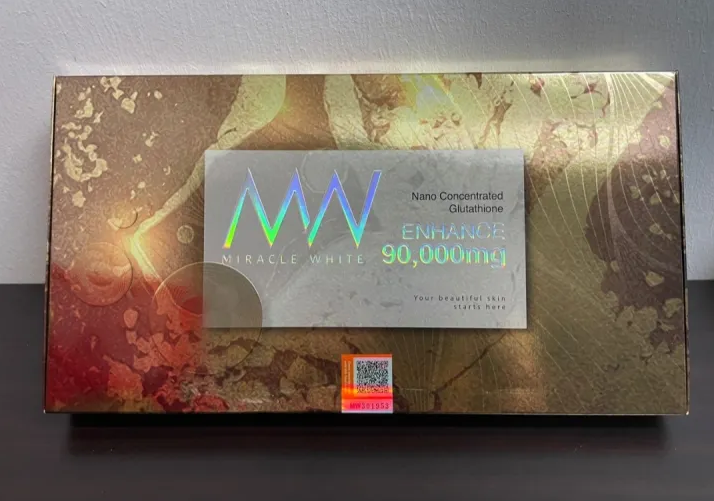 MW
MIRACLE WHITE
Nano Concentrated
Glutathione
ENHANCE
90,000mg
Your beautiful skin
starts here